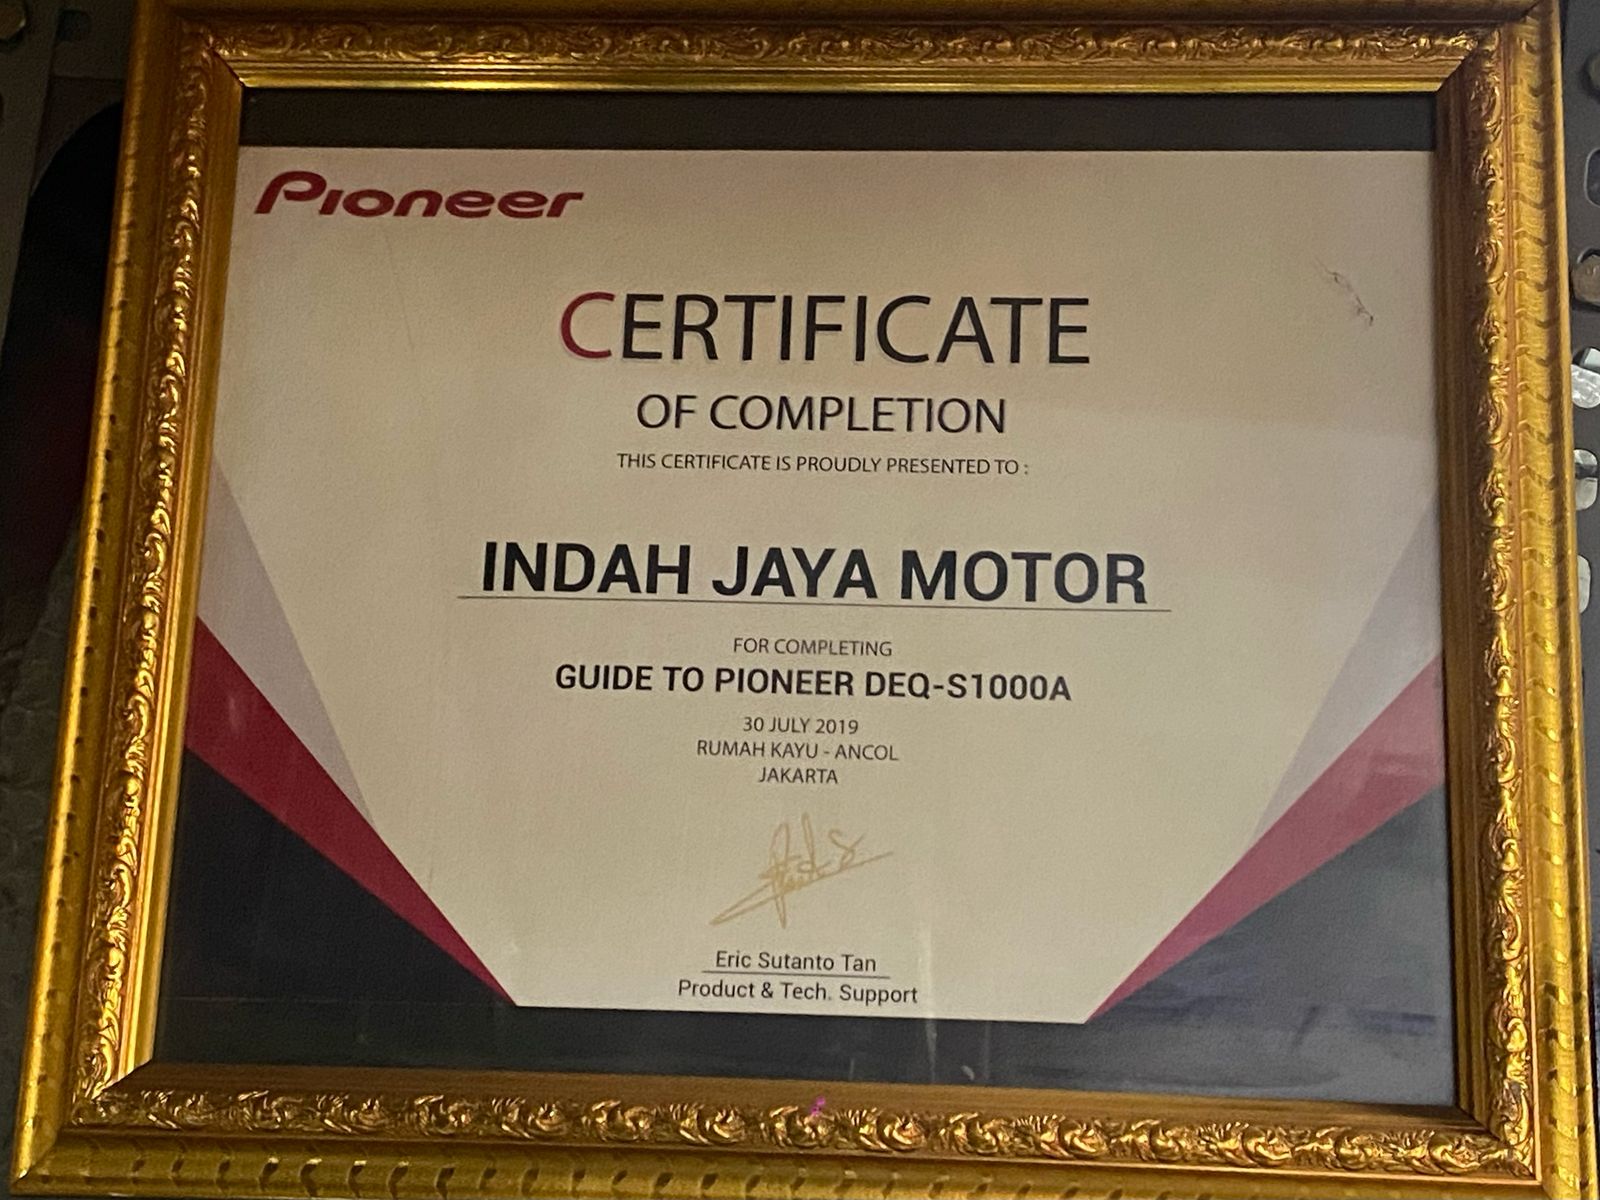 Pioneer
CERTIFICATE
OF COMPLETION
THIS CERTIFICATE IS PROUDLY PRESENTED TO :
INDAH JAYA MOTOR
FOR COMPLETING
GUIDE TO PIONEER DEQ-S1000A
30 JULY 2019
RUMAH KAYU - ANCOL
JAKARTA
Eric Sutanto Tan
Product & Tech. Support